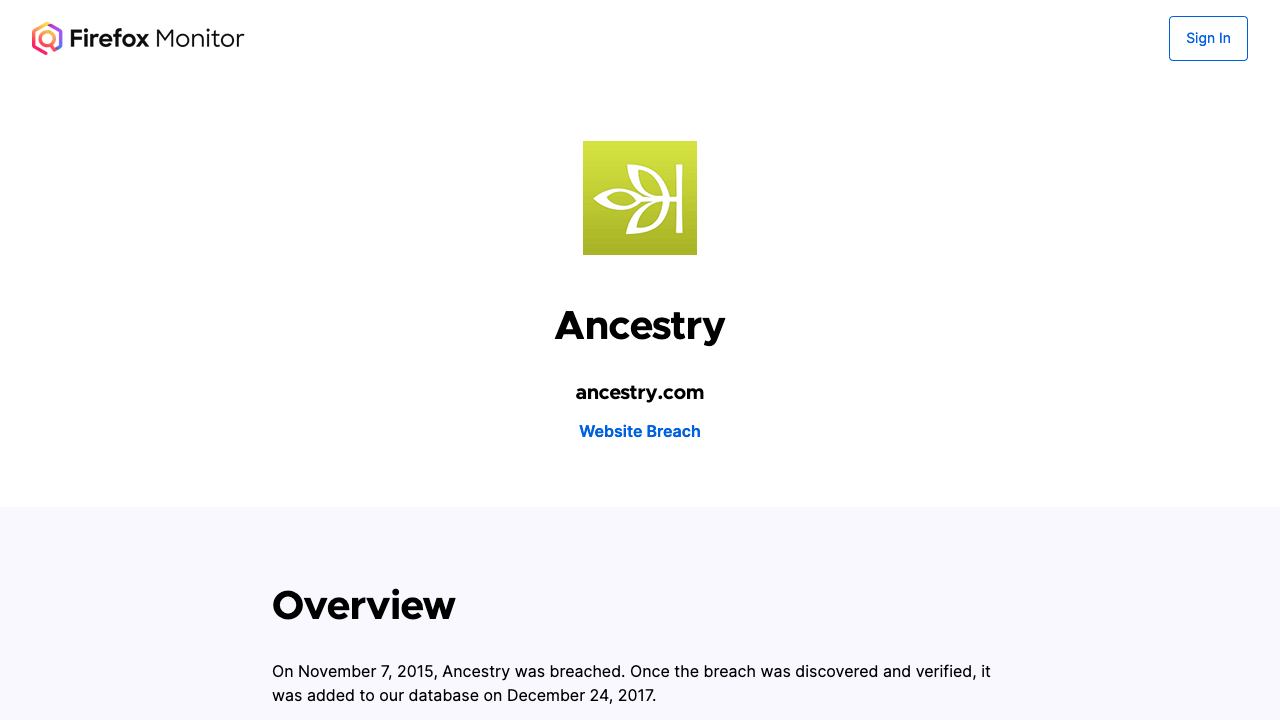 Firefox Monitor
Sign In
Ancestry
ancestry.com
Website Breach
Overview
On November 7, 2015, Ancestry was breached. Once the breach was discovered and verified, it
was added to our database on December 24, 2017.